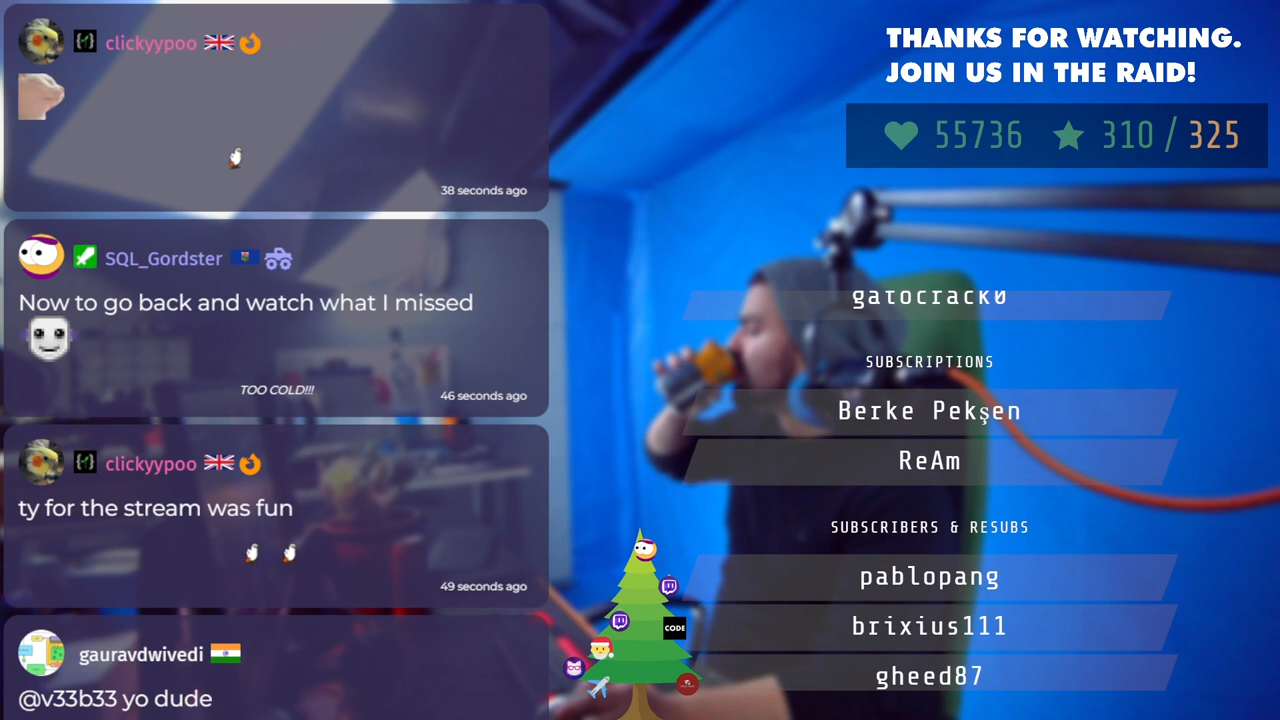 clickyypoo
38 seconds ago
SQL_Gordster
Now to go back and watch what I missed
TOO COLD!!!
46 seconds ago
clickyypoo
ty for the stream was fun
49 seconds ago
gauravdwivedi
@v33b33 yo dude
THANKS FOR WATCHING.
JOIN US IN THE RAID!
55736 310 / 325
gatocracku
SUBSCRIPTIONS
Berke Pekşen
ReAm
SUBSCRIBERS & RESUBS
pablopang
brixius111
gheed87
CODE